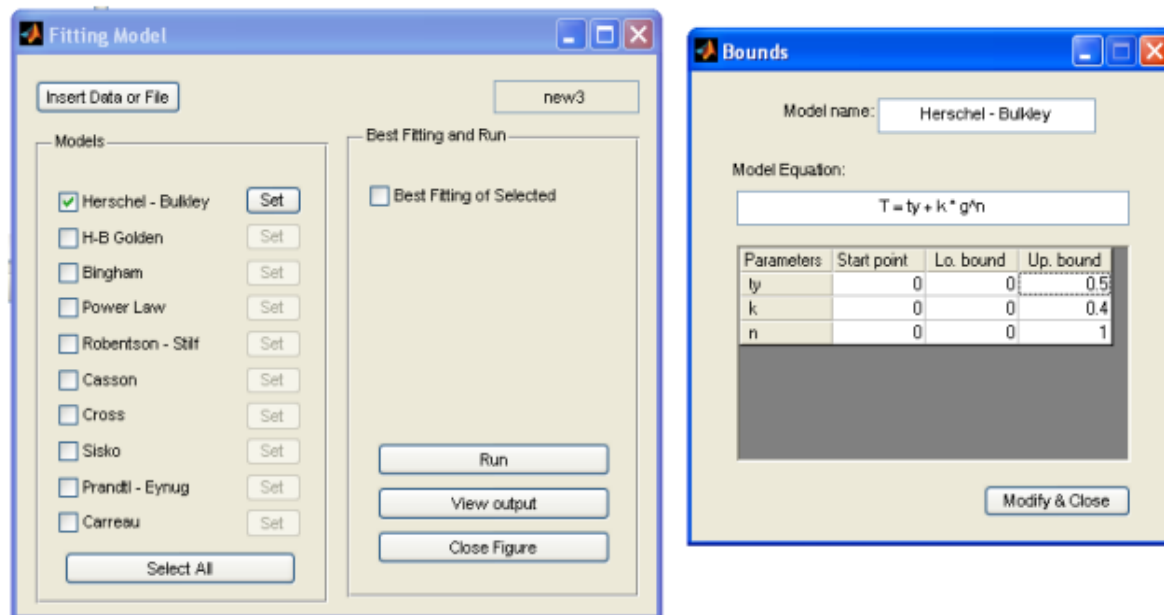 Fitting Model
Insert Data or File
new3
Models
Herschel - Bulkley Set
H-B Golden Set
Bingham Set
Power Law Set
Robentson - Stilf Set
Casson Set
Cross Set
Sisko Set
Prandtl - Eynug Set
Carreau Set
Select All
Best Fitting and Run
Best Fitting of Selected
Run
View output
Close Figure
Bounds
Model name: Herschel - Bulkley
Model Equation:
T = ty + k * g^n
Parameters Start point Lo. bound Up. bound
ty 0 0 0.5
k 0 0 0.4
n 0 0 1
Modify & Close